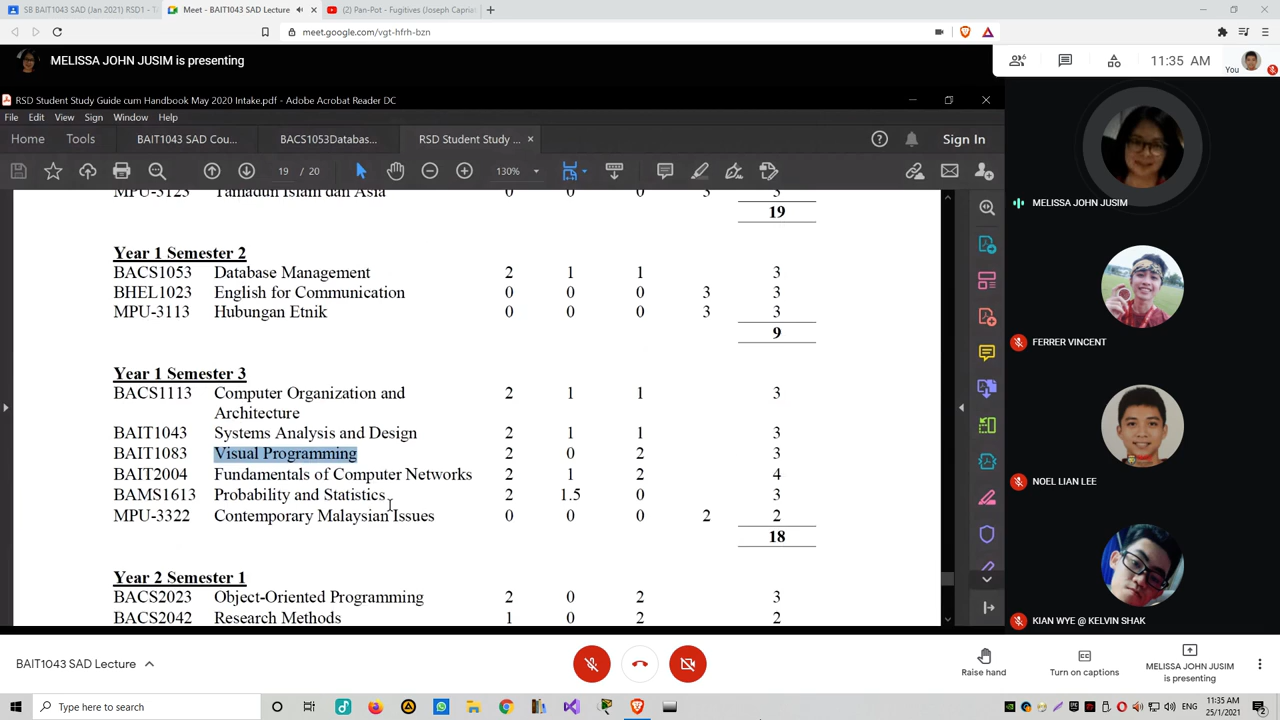 SB BAIT1043 SAD (Jan 2021) RSD1 - T
Meet - BAIT1043 SAD Lecture
(2) Pan-Pot - Fugitives (Joseph Capria
meet.google.com/vgt-hfrh-bzn
MELISSA JOHN JUSIM is presenting
6
11:35 AM
You
RSD Student Study Guide cum Handbook May 2020 Intake.pdf - Adobe Acrobat Reader DC
File Edit View Sign Window Help
Home Tools BAIT1043 SAD Cou... BACS1053Databas... RSD Student Study ... Sign In
19 / 20 130%
MPU-3123 Tamadun Islam dan Asia 0 0 0 3 3
19
Year 1 Semester 2
BACS1053 Database Management 2 1 1 3
BHEL1023 English for Communication 0 0 0 3 3
MPU-3113 Hubungan Etnik 0 0 0 3 3
9
Year 1 Semester 3
BACS1113 Computer Organization and 2 1 1 3
Architecture
BAIT1043 Systems Analysis and Design 2 1 1 3
BAIT1083 Visual Programming 2 0 2 3
BAIT2004 Fundamentals of Computer Networks 2 1 2 4
BAMS1613 Probability and Statistics 2 1.5 0 3
MPU-3322 Contemporary Malaysian Issues 0 0 0 2 2
18
Year 2 Semester 1
BACS2023 Object-Oriented Programming 2 0 2 3
BACS2042 Research Methods 1 0 2 2
MELISSA JOHN JUSIM
FERRER VINCENT
NOEL LIAN LEE
KIAN WYE @ KELVIN SHAK
BAIT1043 SAD Lecture
Raise hand
Turn on captions
MELISSA JOHN JUSIM
is presenting
Type here to search
ENG
11:35 AM
25/1/2021
2